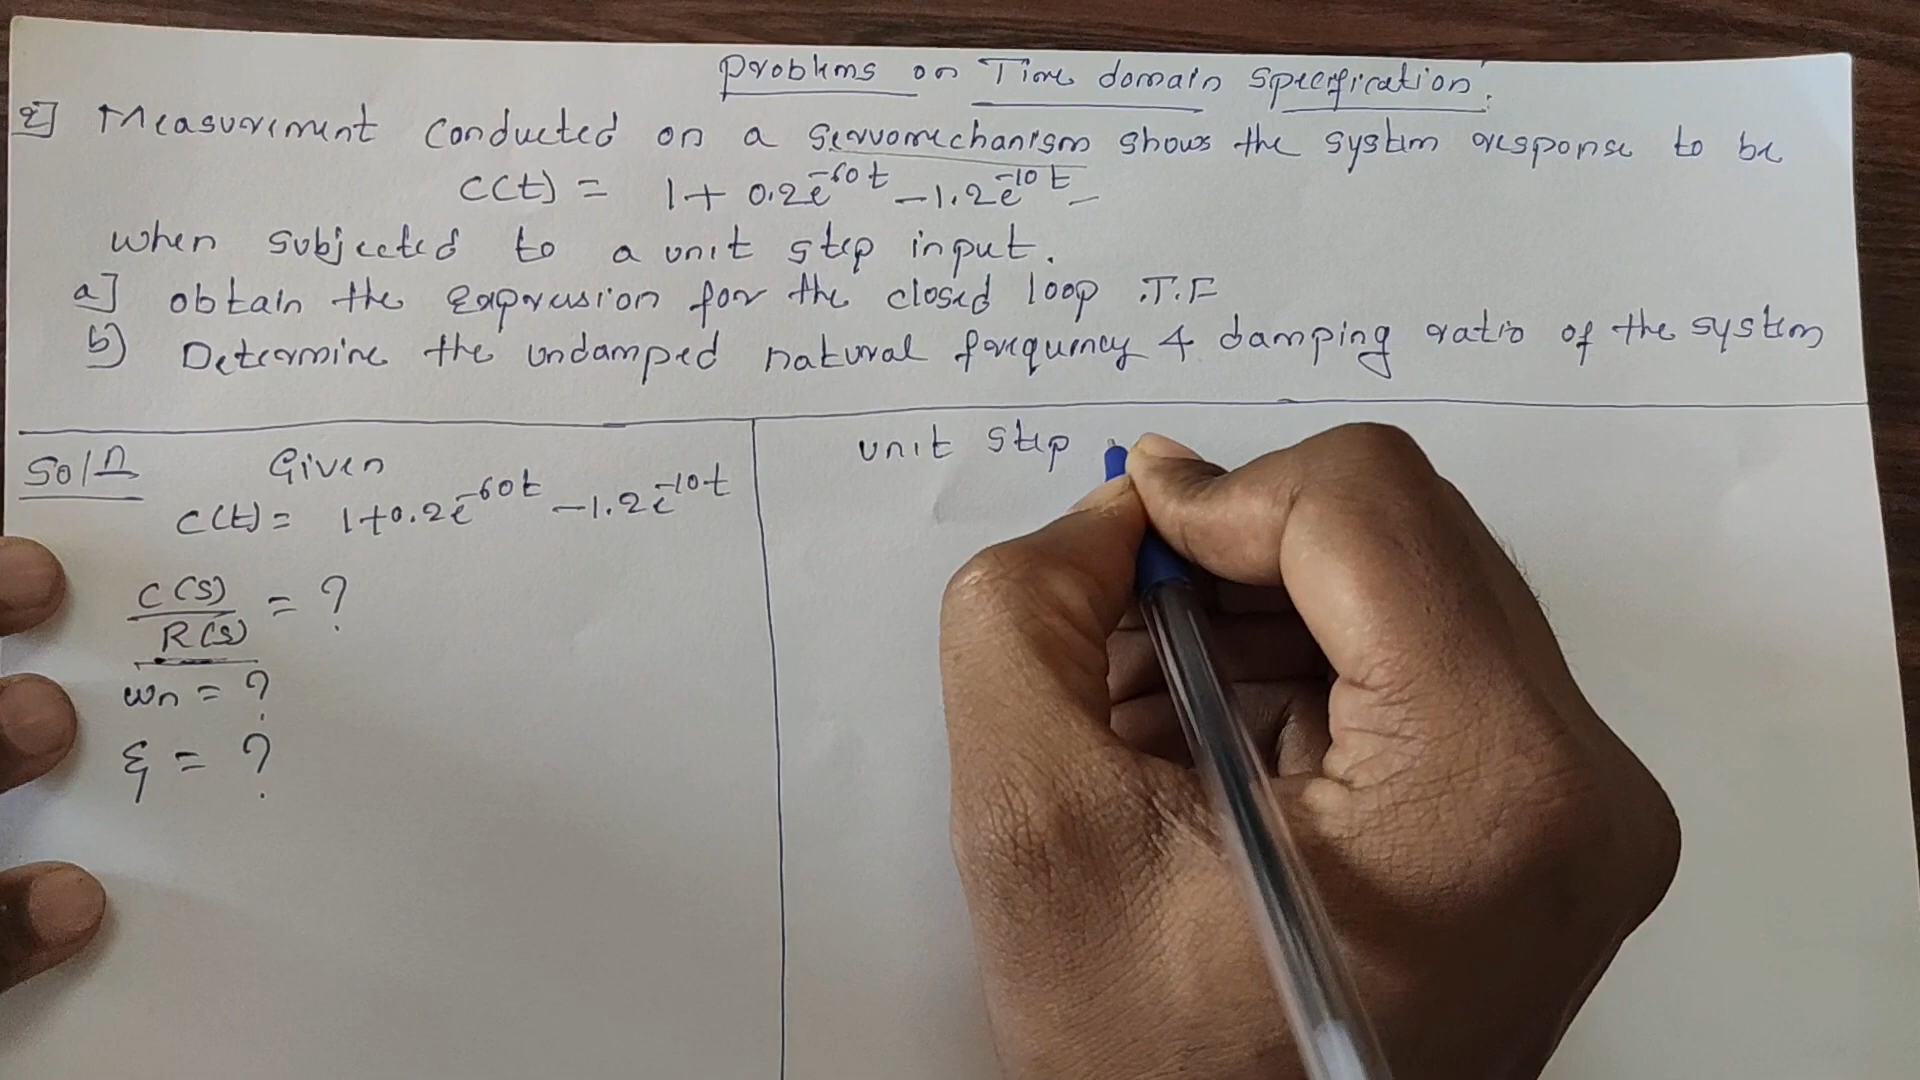 Problems on Time domain Specification.
2] Measurement conducted on a Servomechanism shows the system response to be
C(t) = 1 + 0.2e^-60t - 1.2e^-10t
when subjected to a unit step input.
a] obtain the expression for the closed loop .T.F
b) Determine the undamped natural frequency & damping ratio of the system
Soln Given
C(t) = 1+0.2e^-60t - 1.2e^-10t
C(S)/R(S) = ?
ωn = ?
ξ = ?
unit step